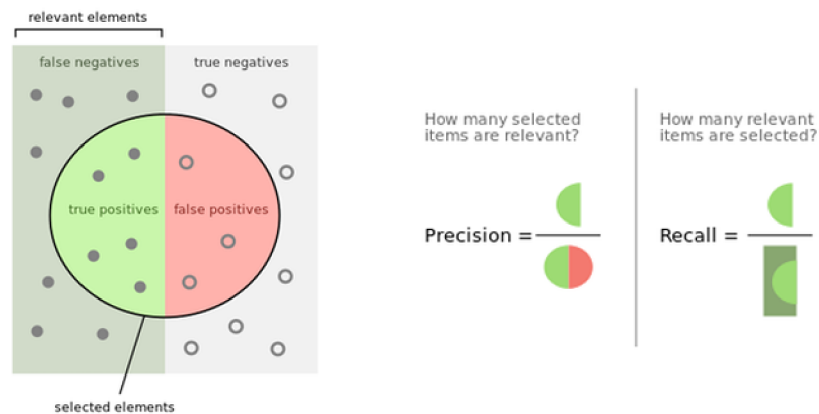 relevant elements
false negatives
true negatives
true positives
false positives
selected elements
How many selected
items are relevant?
Precision =
How many relevant
items are selected?
Recall =